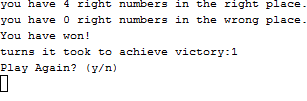 you have 4 right numbers in the right place.
you have 0 right numbers in the wrong place.
You have won!
turns it took to achieve victory:1
Play Again? (y/n)